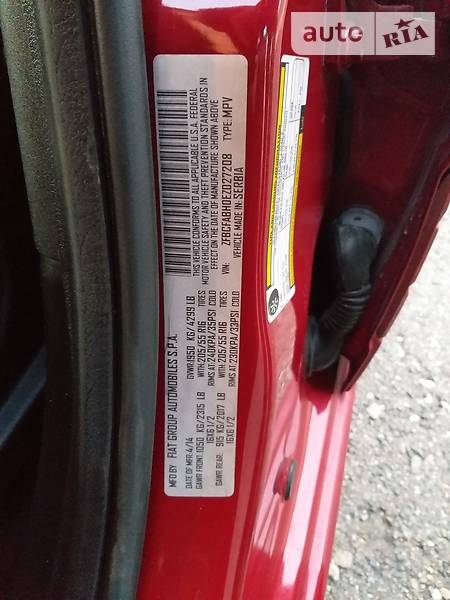 auto RIA
MFD BY FIAT GROUP AUTOMOBILES S.P.A.
DATE OF MFR: 4/14 GVWR:1950 KG/4299 LB
GAWR FRONT: 1050 KG/2315 LB WITH: 205/55 R16 TIRES
16X6 1/2 RIMS AT: 240KPA/35PSI COLD
GAWR REAR: 915 KG/2017 LB WITH: 205/55 R16 TIRES
16X6 1/2 RIMS AT: 230KPA/33PSI COLD
THIS VEHICLE CONFORMS TO ALL APPLICABLE U.S.A. FEDERAL
MOTOR VEHICLE SAFETY AND THEFT PREVENTION STANDARDS IN
EFFECT ON THE DATE OF MANUFACTURE SHOWN ABOVE
VIN: ZFBCFABH0EZ027208 TYPE: MPV
VEHICLE MADE IN SERBIA